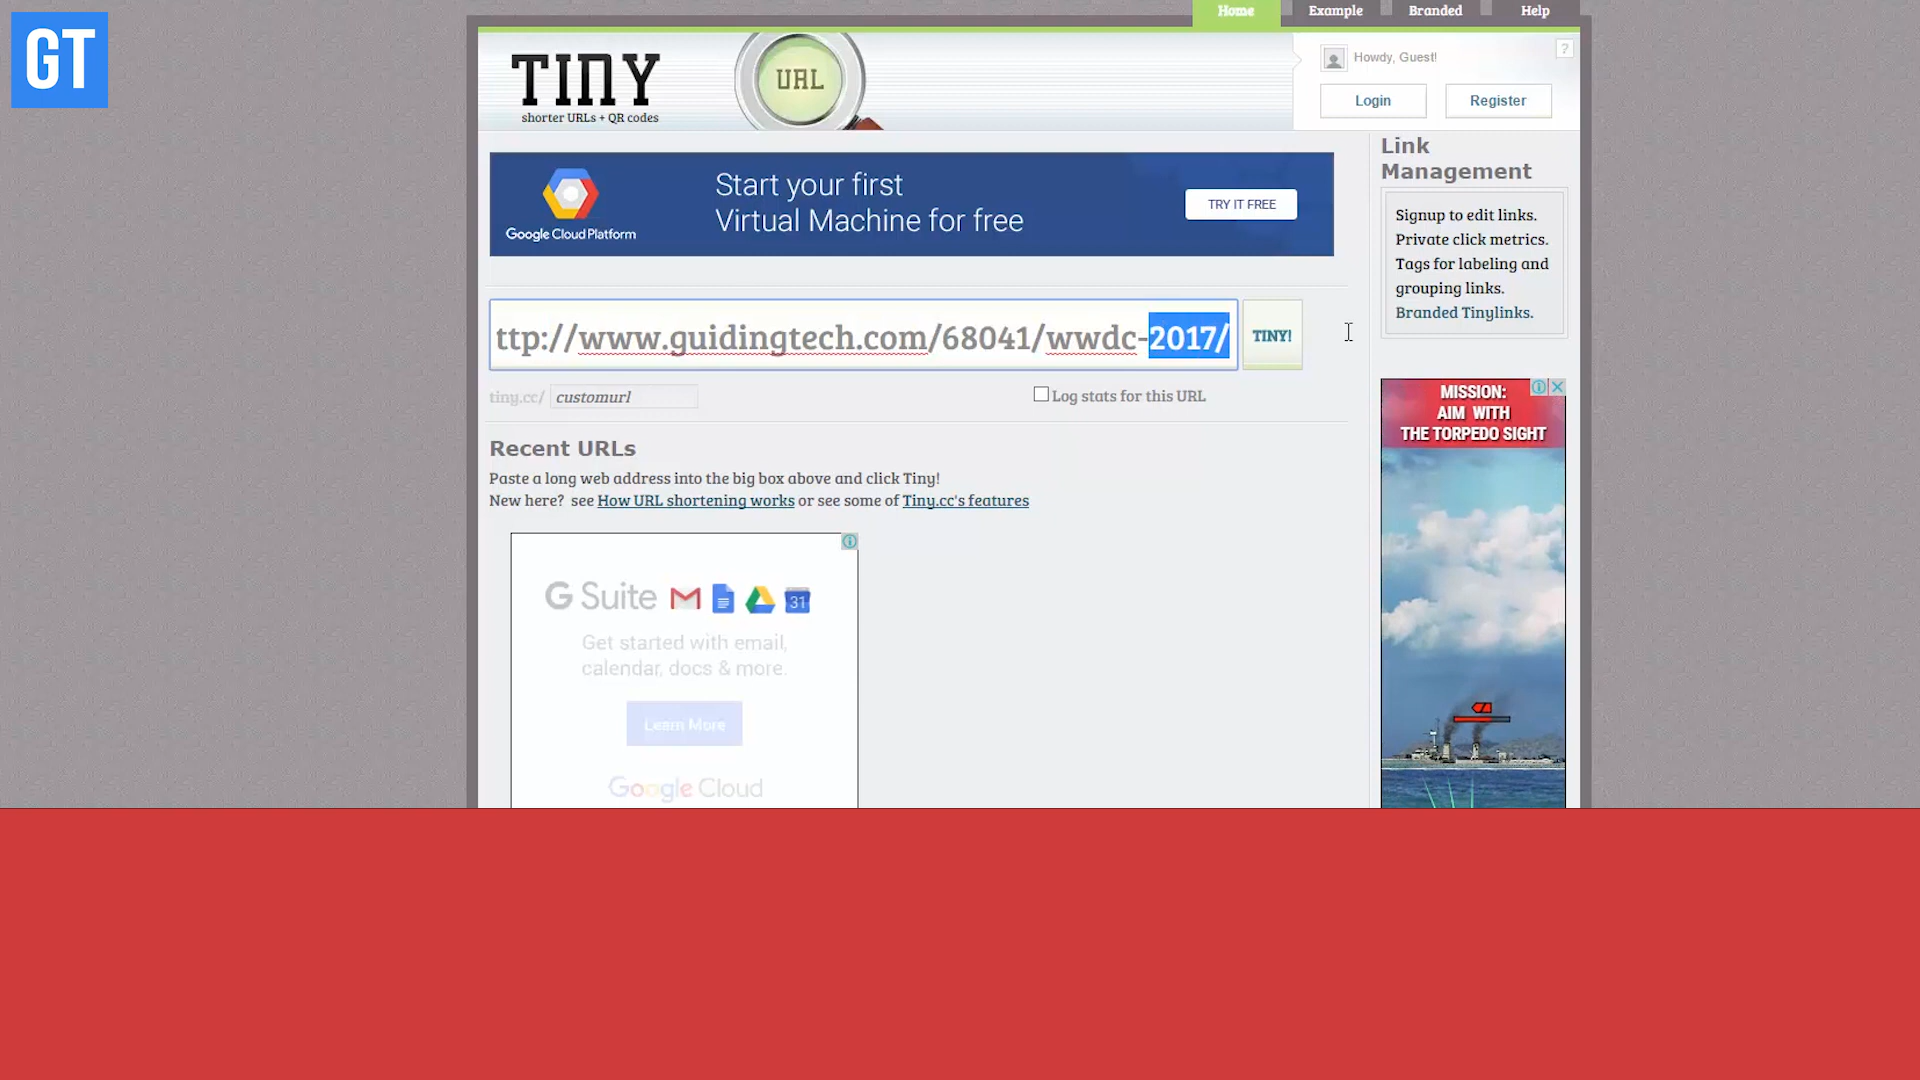 GT
Home
Example
Branded
Help
TINY
shorter URLs + QR codes
URL
Howdy, Guest!
?
Login
Register
Google Cloud Platform
Start your first
Virtual Machine for free
TRY IT FREE
Link
Management
Signup to edit links.
Private click metrics.
Tags for labeling and
grouping links.
Branded Tinylinks.
ttp://www.guidingtech.com/68041/wwdc-2017/
TINY!
tiny.cc/
customurl
Log stats for this URL
Recent URLs
Paste a long web address into the big box above and click Tiny!
New here? see How URL shortening works or see some of Tiny.cc's features
G Suite
31
Get started with email,
calendar, docs & more.
Learn More
Google Cloud
MISSION:
AIM WITH
THE TORPEDO SIGHT